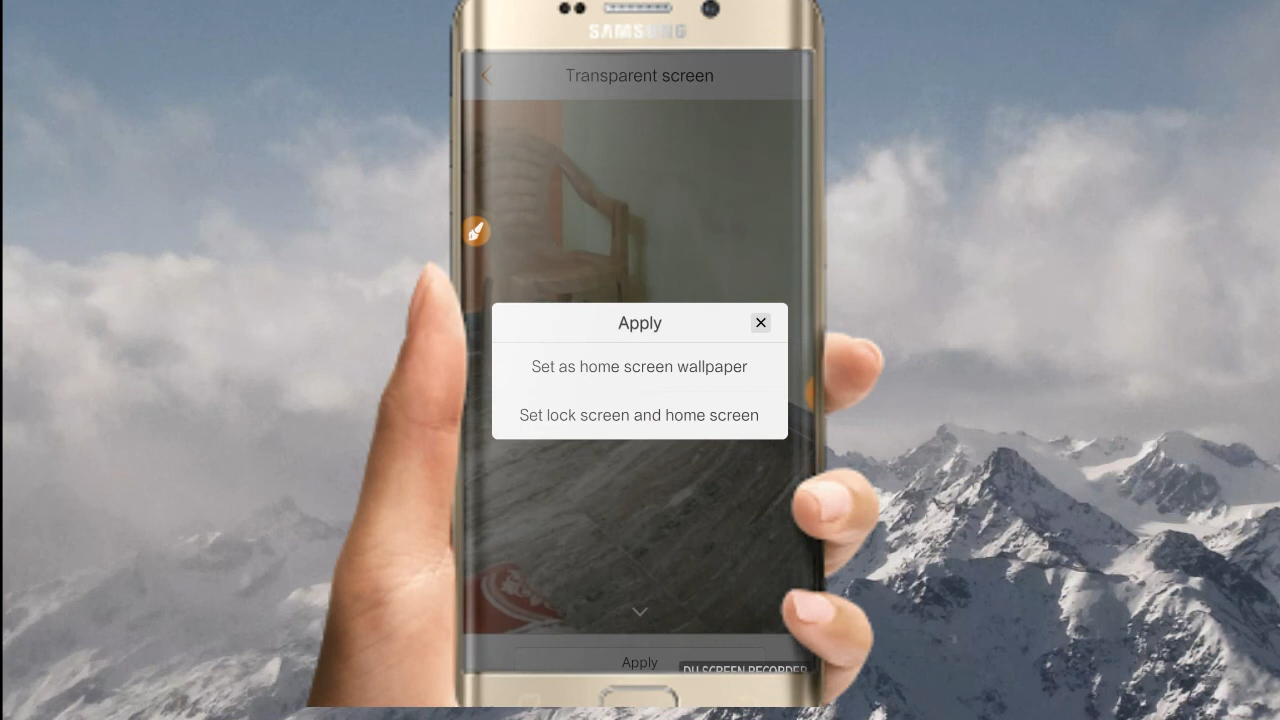 SAMSUNG
Transparent screen
Apply
Set as home screen wallpaper
Set lock screen and home screen
Apply
DU SCREEN RECORDER